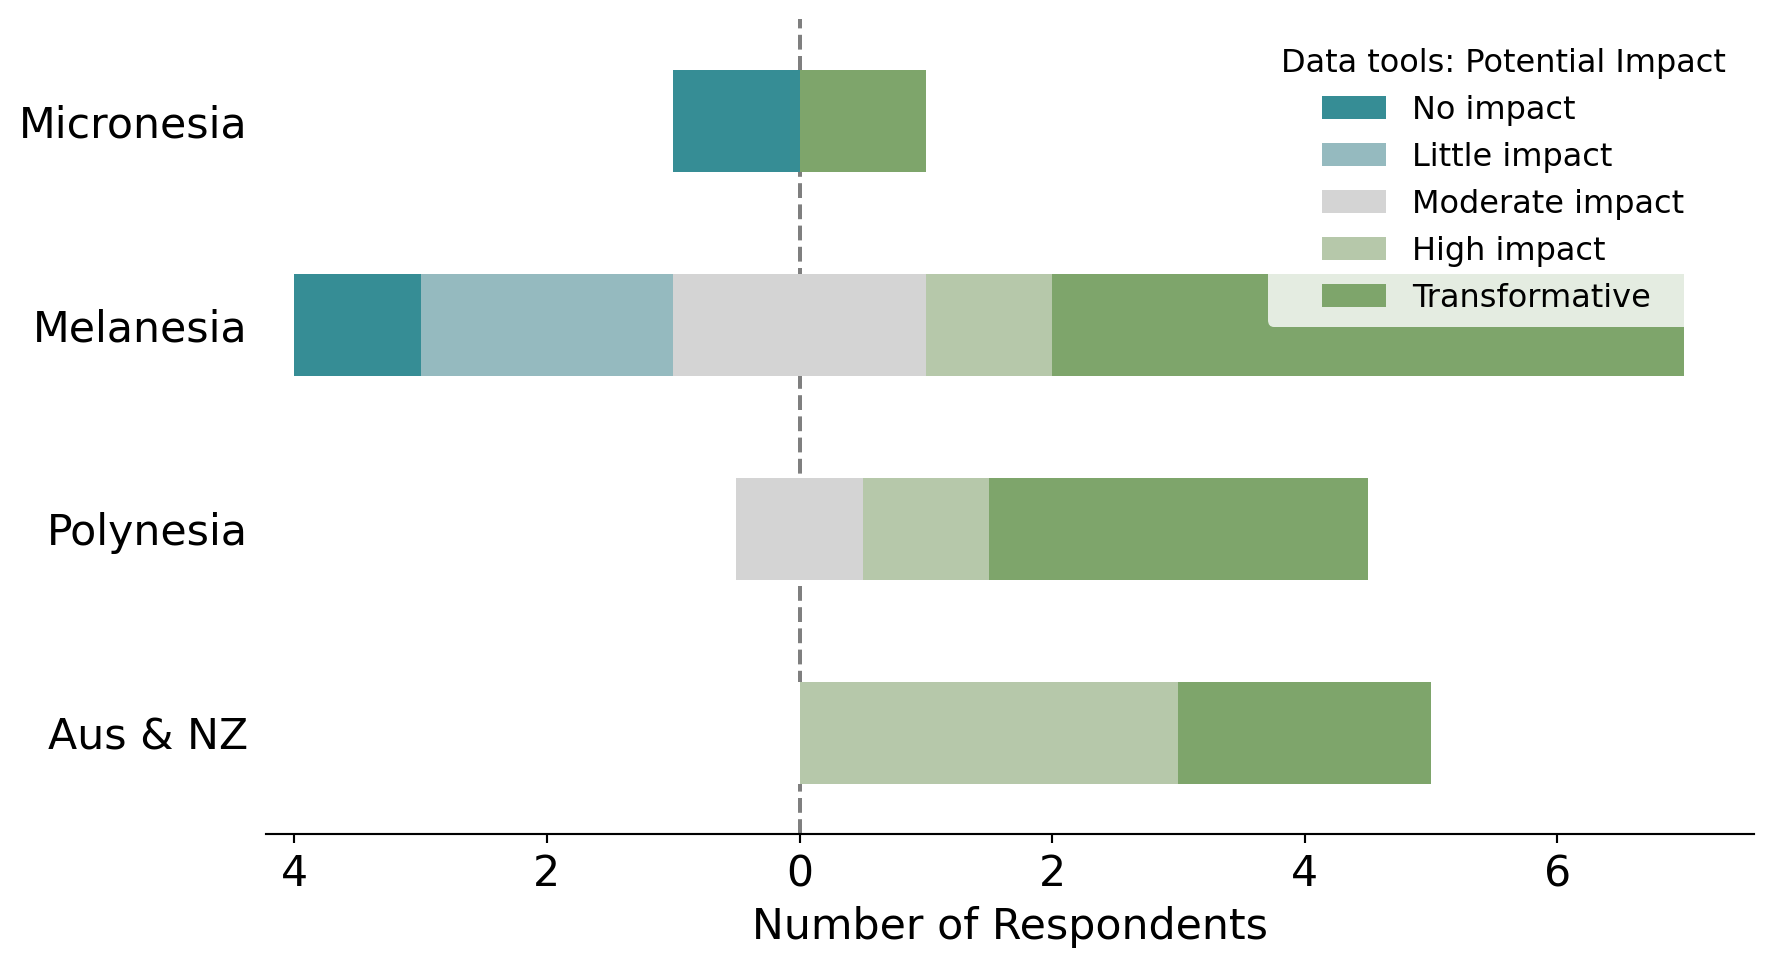 Data tools: Potential Impact
No impact
Little impact
Moderate impact
High impact
Transformative
Micronesia
Melanesia
Polynesia
Aus & NZ
4 2 0 2 4 6
Number of Respondents